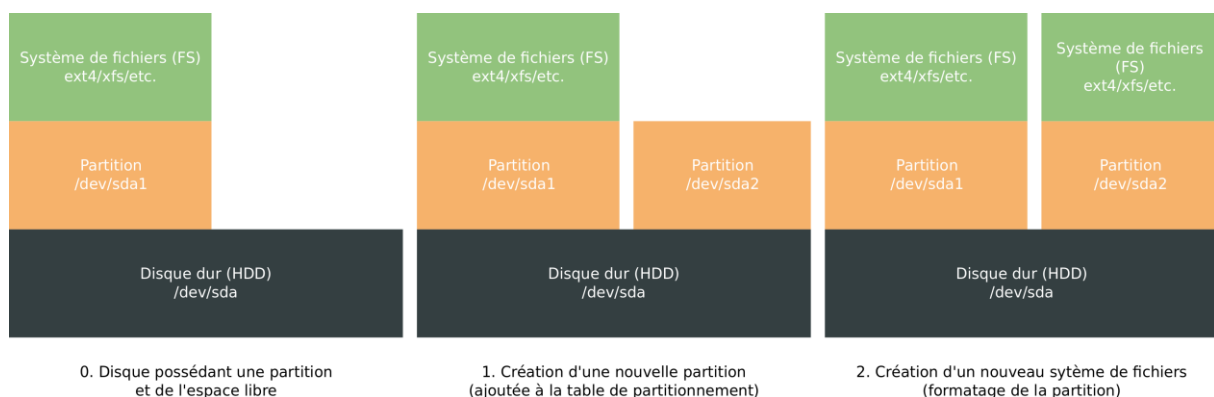 Système de fichiers (FS)
ext4/xfs/etc.
Partition
/dev/sda1
Disque dur (HDD)
/dev/sda
0. Disque possédant une partition
et de l'espace libre
Système de fichiers (FS)
ext4/xfs/etc.
Partition
/dev/sda1
Partition
/dev/sda2
Disque dur (HDD)
/dev/sda
1. Création d'une nouvelle partition
(ajoutée à la table de partitionnement)
Système de fichiers (FS)
ext4/xfs/etc.
Système de fichiers
(FS)
ext4/xfs/etc.
Partition
/dev/sda1
Partition
/dev/sda2
Disque dur (HDD)
/dev/sda
2. Création d'un nouveau sytème de fichiers
(formatage de la partition)